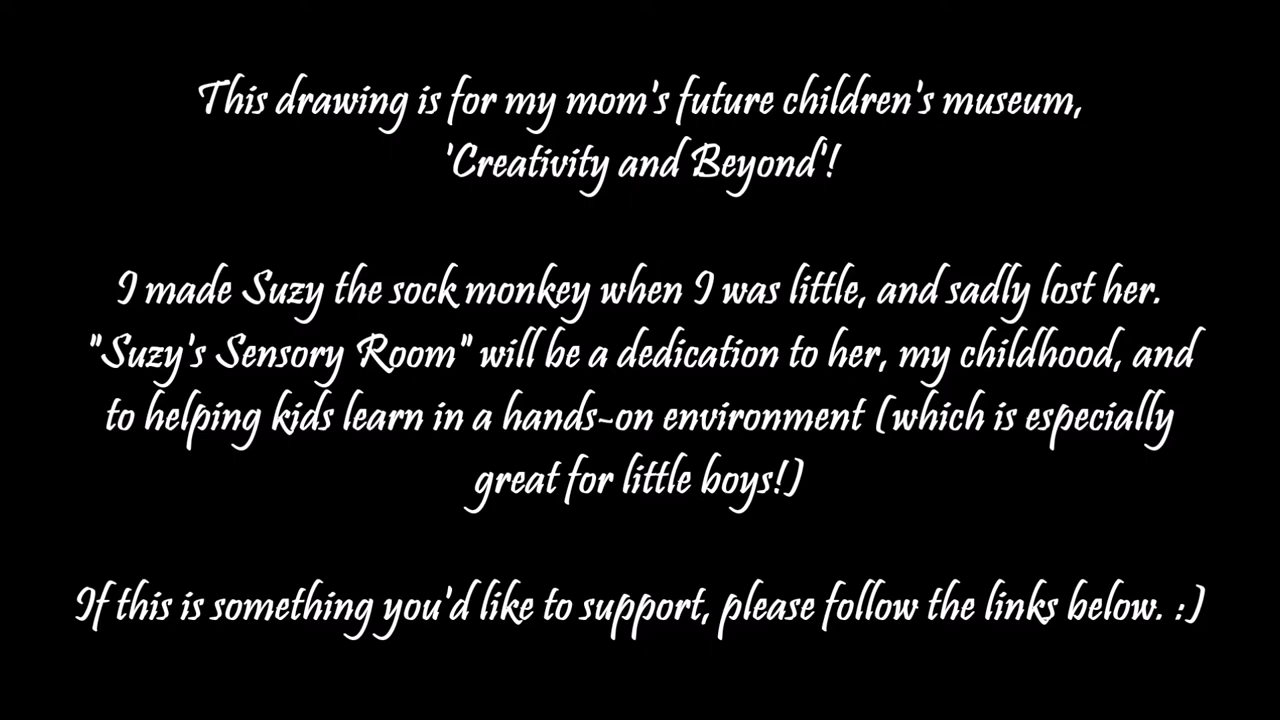 This drawing is for my mom's future children's museum,
'Creativity and Beyond'!
I made Suzy the sock monkey when I was little, and sadly lost her.
"Suzy's Sensory Room" will be a dedication to her, my childhood, and
to helping kids learn in a hands-on environment (which is especially
great for little boys!)
If this is something you'd like to support, please follow the links below. :)